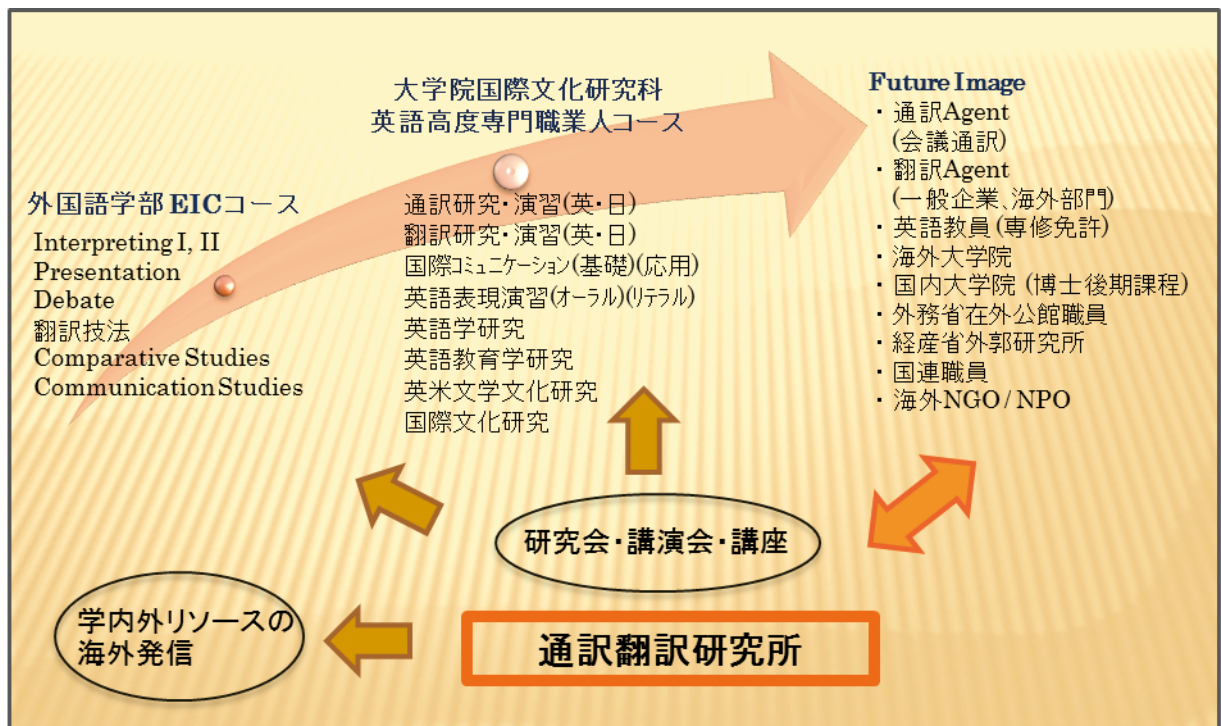 外国語学部 EICコース
Interpreting I, II
Presentation
Debate
翻訳技法
Comparative Studies
Communication Studies
大学院国際文化研究科
英語高度専門職業人コース
通訳研究・演習(英・日)
翻訳研究・演習(英・日)
国際ｺﾐｭﾆｹｰｼｮﾝ(基礎)(応用)
英語表現演習(ｵｰﾗﾙ)(ﾘﾃﾗﾙ)
英語学研究
英語教育学研究
英米文学文化研究
国際文化研究
Future Image
・通訳Agent
(会議通訳)
・翻訳Agent
(一般企業、海外部門)
・英語教員 (専修免許)
・海外大学院
・国内大学院 (博士後期課程)
・外務省在外公館職員
・経産省外郭研究所
・国連職員
・海外NGO / NPO
研究会・講演会・講座
学内外リソースの
海外発信
通訳翻訳研究所